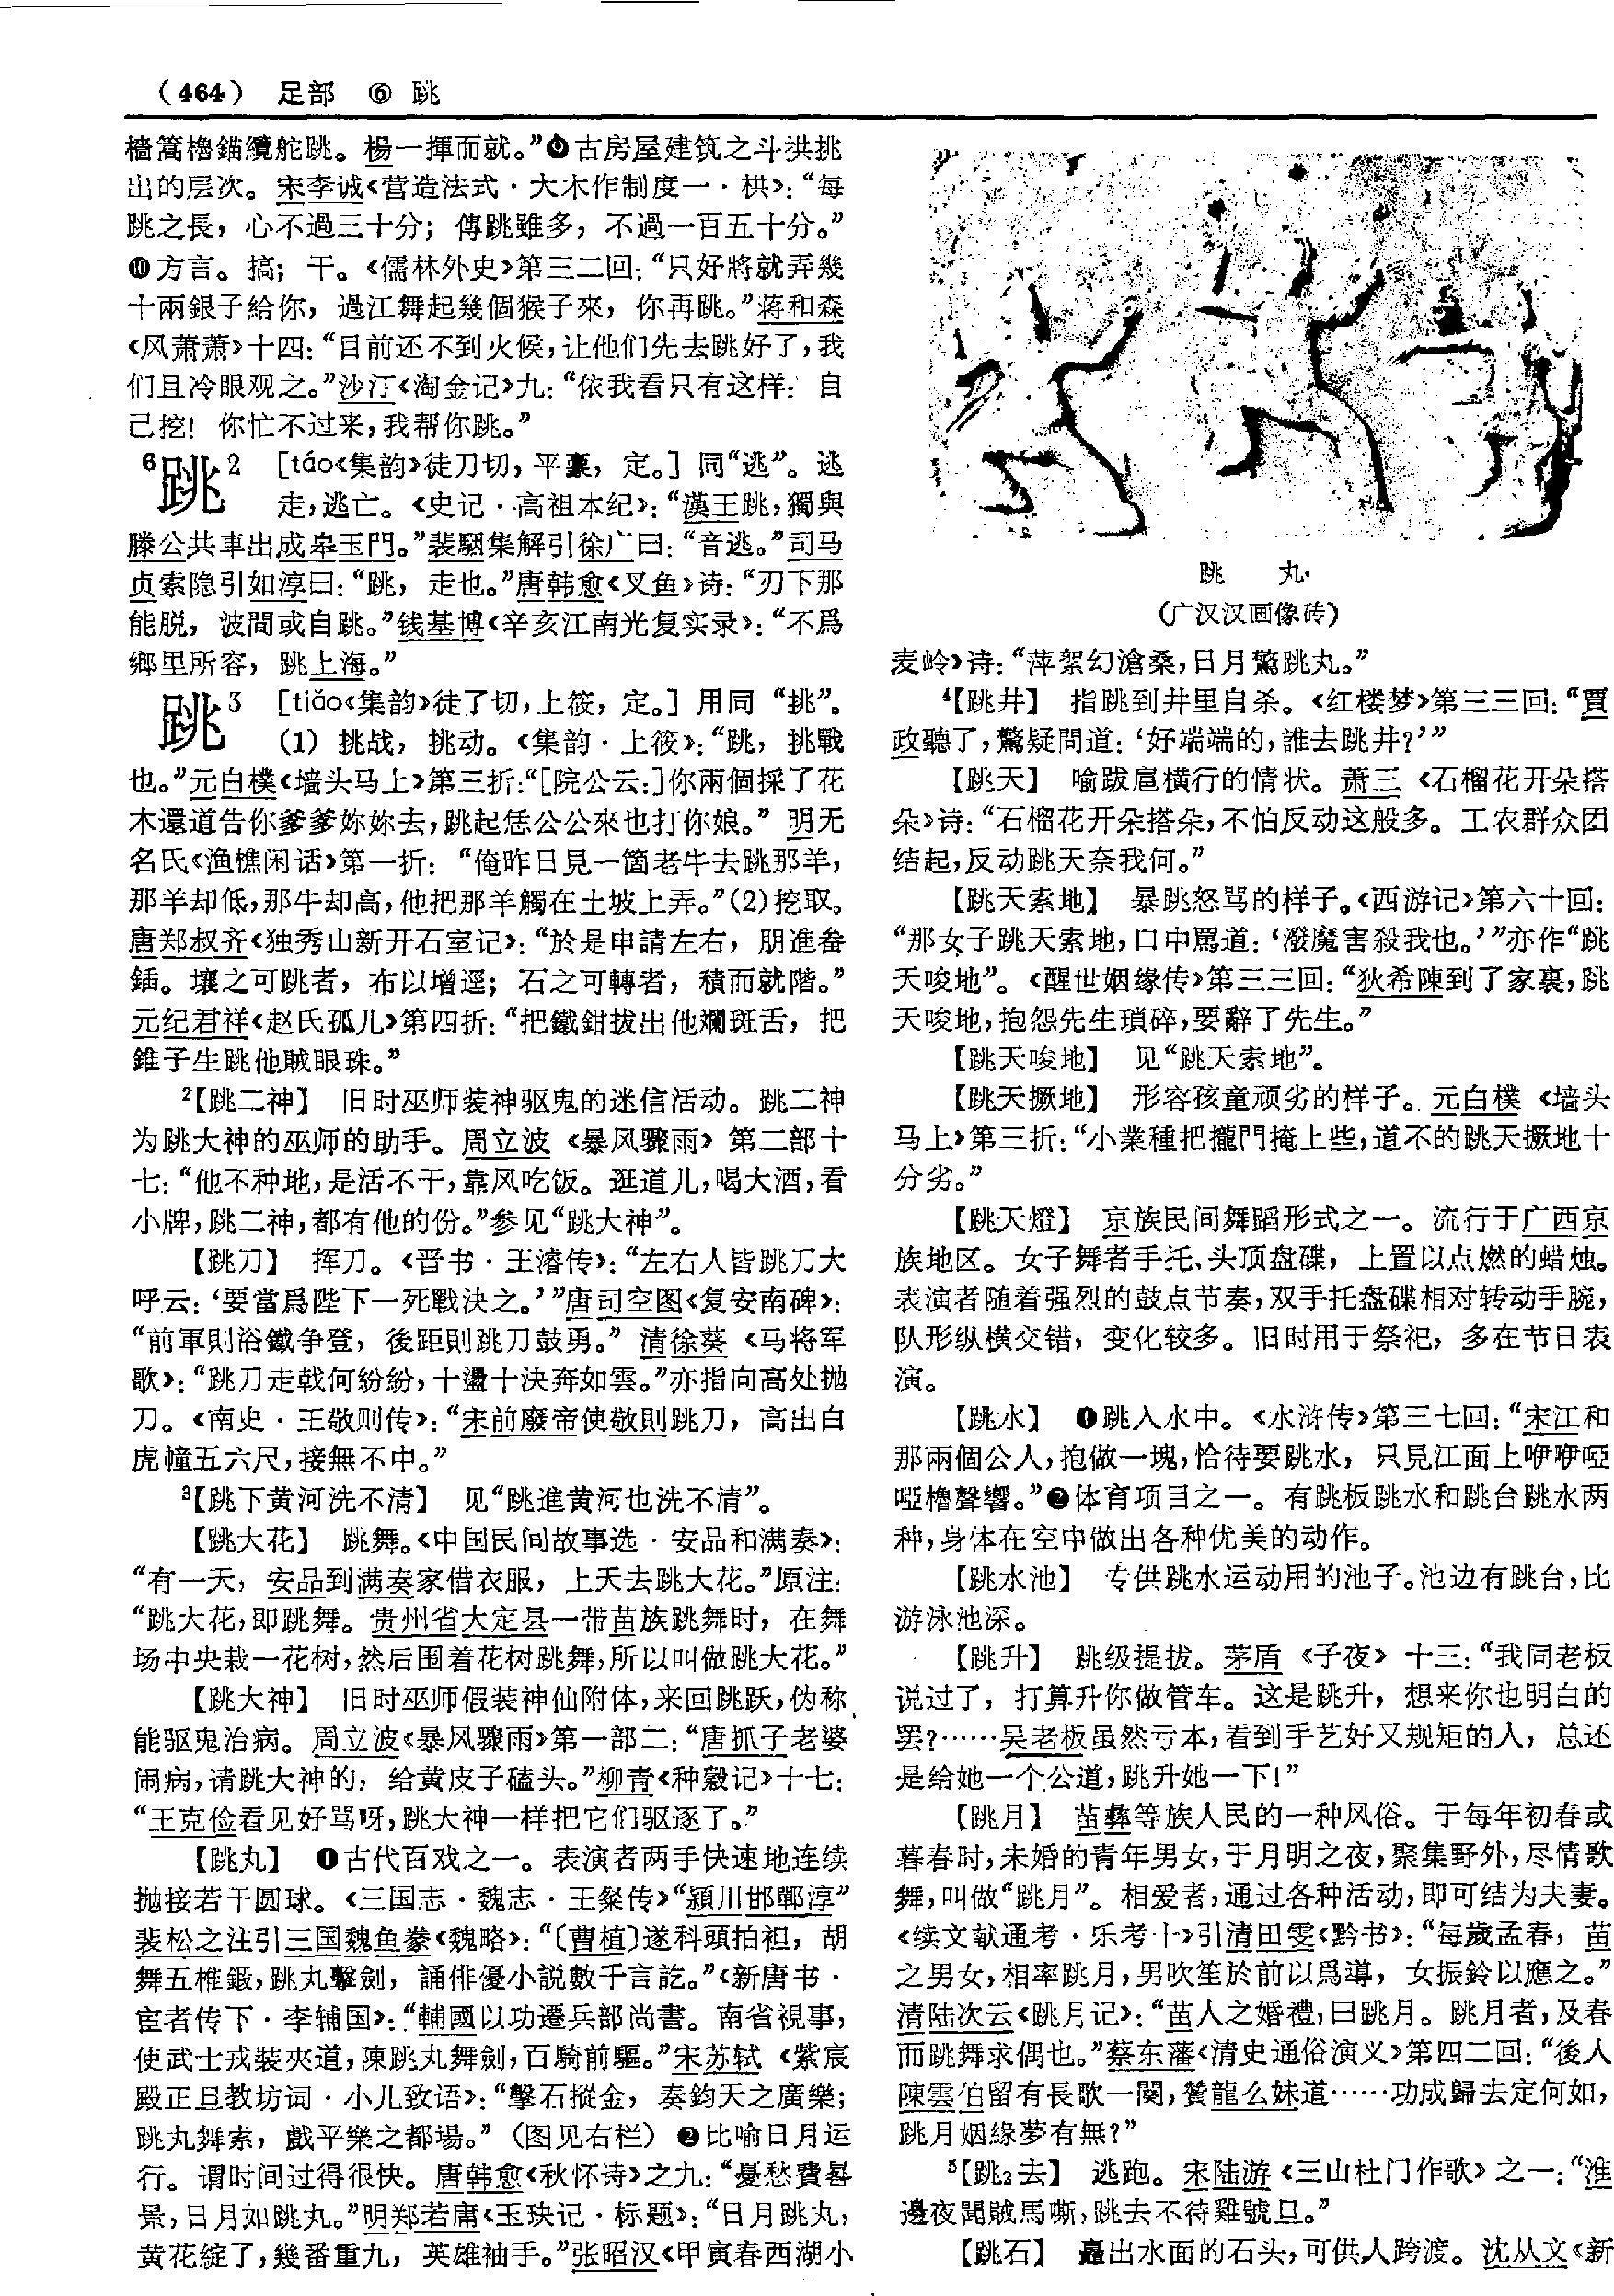 （464） 足部 ⑥ 跳
檣篙櫓錨纜舵跳。楊一揮而就。”❾古房屋建筑之斗拱挑
出的层次。宋李诫《营造法式·大木作制度一·栱》：“每
跳之長，心不過三十分；傳跳雖多，不過一百五十分。”
❿方言。搞；干。《儒林外史》第三二回：“只好將就弄幾
十兩銀子給你，過江舞起幾個猴子來，你再跳。”蒋和森
《风萧萧》十四：“目前还不到火候，让他们先去跳好了，我
们且冷眼观之。”沙汀《淘金记》九：“依我看只有这样：自
己挖！你忙不过来，我帮你跳。”
⁶跳² ［táo《集韵》徒刀切，平豪，定。］同“逃”。逃
走，逃亡。《史记·高祖本纪》：“漢王跳，獨與
滕公共車出成皋玉門。”裴駰集解引徐广曰：“音逃。”司马
贞索隐引如淳曰：“跳，走也。”唐韩愈《叉鱼》诗：“刃下那
能脱，波間或自跳。”钱基博《辛亥江南光复实录》：“不爲
鄉里所容，跳上海。”
跳³ ［tiǎo《集韵》徒了切，上筱，定。］用同“挑”。
（1）挑战，挑动。《集韵·上筱》：“跳，挑戰
也。”元白樸《墙头马上》第三折：“［院公云：］你兩個採了花
木還道告你爹爹妳妳去，跳起恁公公來也打你娘。”明无
名氏《渔樵闲话》第一折：“俺昨日見一箇老牛去跳那羊，
那羊却低，那牛却高，他把那羊觸在土坡上弄。”（2）挖取。
唐郑叔齐《独秀山新开石室记》：“於是申請左右，朋進畚
鍤。壤之可跳者，布以增逕；石之可轉者，積而就階。”
元纪君祥《赵氏孤儿》第四折：“把鐵鉗拔出他斕斑舌，把
錐子生跳他賊眼珠。”
²【跳二神】 旧时巫师装神驱鬼的迷信活动。跳二神
为跳大神的巫师的助手。周立波《暴风骤雨》第二部十
七：“他不种地，是活不干，靠风吃饭。逛道儿，喝大酒，看
小牌，跳二神，都有他的份。”参见“跳大神”。
【跳刀】 挥刀。《晋书·王濬传》：“左右人皆跳刀大
呼云：‘要當爲陛下一死戰決之。’”唐司空图《复安南碑》：
“前軍則浴鐵争登，後距則跳刀鼓勇。”清徐葵《马将军
歌》：“跳刀走戟何紛紛，十盪十決奔如雲。”亦指向高处抛
刀。《南史·王敬则传》：“宋前廢帝使敬則跳刀，高出白
虎幢五六尺，接無不中。”
³【跳下黄河洗不清】 见“跳進黄河也洗不清”。
【跳大花】 跳舞。《中国民间故事选·安品和满奏》：
“有一天，安品到满奏家借衣服，上天去跳大花。”原注：
“跳大花，即跳舞。贵州省大定县一带苗族跳舞时，在舞
场中央栽一花树，然后围着花树跳舞，所以叫做跳大花。”
【跳大神】 旧时巫师假装神仙附体，来回跳跃，伪称
能驱鬼治病。周立波《暴风骤雨》第一部二：“唐抓子老婆
闹病，请跳大神的，给黄皮子磕头。”柳青《种穀记》十七：
“王克俭看见好骂呀，跳大神一样把它们驱逐了。”
【跳丸】 ❶古代百戏之一。表演者两手快速地连续
抛接若干圆球。《三国志·魏志·王粲传》“潁川邯鄲淳”
裴松之注引三国魏鱼豢《魏略》：“〔曹植〕遂科頭拍袒，胡
舞五椎鍛，跳丸擊劍，誦俳優小説數千言訖。”《新唐书·
宦者传下·李辅国》：“輔國以功遷兵部尚書。南省視事，
使武士戎裝夾道，陳跳丸舞劍，百騎前驅。”宋苏轼《紫宸
殿正旦教坊词·小儿致语》：“擊石摐金，奏鈞天之廣樂；
跳丸舞索，戲平樂之都場。”（图见右栏）❷比喻日月运
行。谓时间过得很快。唐韩愈《秋怀诗》之九：“憂愁費晷
景，日月如跳丸。”明郑若庸《玉玦记·标题》：“日月跳丸，
黄花綻了，幾番重九，英雄袖手。”张昭汉《甲寅春西湖小
跳 丸
（广汉汉画像砖）
麦岭》诗：“萍絮幻滄桑，日月驚跳丸。”
⁴【跳井】 指跳到井里自杀。《红楼梦》第三三回：“賈
政聽了，驚疑問道：‘好端端的，誰去跳井？’”
【跳天】 喻跋扈横行的情状。萧三《石榴花开朵搭
朵》诗：“石榴花开朵搭朵，不怕反动这般多。工农群众团
结起，反动跳天奈我何。”
【跳天索地】 暴跳怒骂的样子。《西游记》第六十回：
“那女子跳天索地，口中罵道：‘潑魔害殺我也。’”亦作“跳
天唆地”。《醒世姻缘传》第三三回：“狄希陳到了家裏，跳
天唆地，抱怨先生瑣碎，要辭了先生。”
【跳天唆地】 见“跳天索地”。
【跳天撅地】 形容孩童顽劣的样子。元白樸《墙头
马上》第三折：“小業種把攏門掩上些，道不的跳天撅地十
分劣。”
【跳天燈】 京族民间舞蹈形式之一。流行于广西京
族地区。女子舞者手托、头顶盘碟，上置以点燃的蜡烛。
表演者随着强烈的鼓点节奏，双手托盘碟相对转动手腕，
队形纵横交错，变化较多。旧时用于祭祀，多在节日表
演。
【跳水】 ❶跳入水中。《水浒传》第三七回：“宋江和
那兩個公人，抱做一塊，恰待要跳水，只見江面上咿咿啞
啞櫓聲響。”❷体育项目之一。有跳板跳水和跳台跳水两
种，身体在空中做出各种优美的动作。
【跳水池】 专供跳水运动用的池子。池边有跳台，比
游泳池深。
【跳升】 跳级提拔。茅盾《子夜》十三：“我同老板
说过了，打算升你做管车。这是跳升，想来你也明白的
罢？……吴老板虽然亏本，看到手艺好又规矩的人，总还
是给她一个公道，跳升她一下！”
【跳月】 苗彝等族人民的一种风俗。于每年初春或
暮春时，未婚的青年男女，于月明之夜，聚集野外，尽情歌
舞，叫做“跳月”。相爱者，通过各种活动，即可结为夫妻。
《续文献通考·乐考十》引清田雯《黔书》：“每歲孟春，苗
之男女，相率跳月，男吹笙於前以爲導，女振鈴以應之。”
清陆次云《跳月记》：“苗人之婚禮，曰跳月。跳月者，及春
而跳舞求偶也。”蔡东藩《清史通俗演义》第四二回：“後人
陳雲伯留有長歌一闋，贊龍么妹道……功成歸去定何如，
跳月姻緣夢有無？”
⁵【跳₂去】 逃跑。宋陆游《三山杜门作歌》之一：“淮
邊夜聞賊馬嘶，跳去不待雞號旦。”
【跳石】 矗出水面的石头，可供人跨渡。沈从文《新